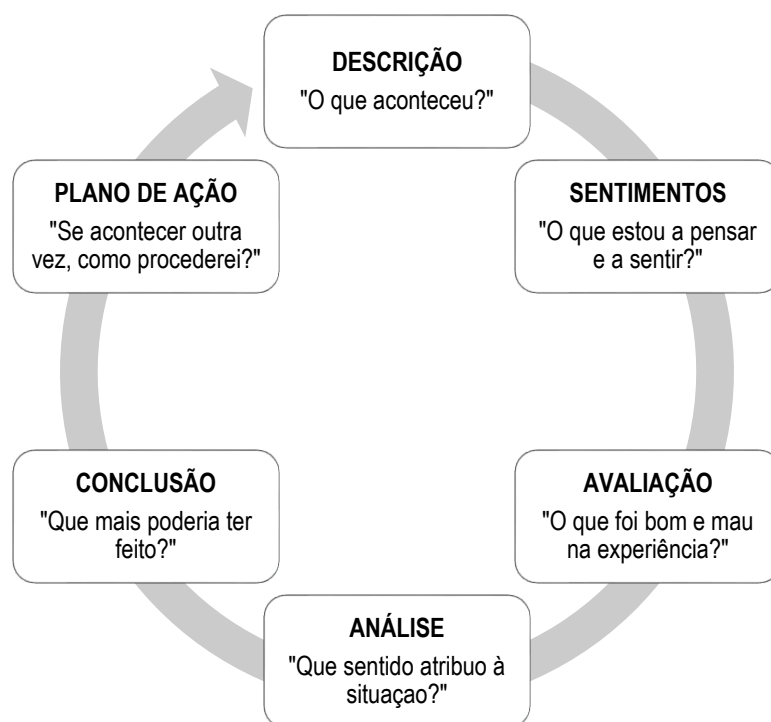 DESCRIÇÃO
"O que aconteceu?"
SENTIMENTOS
"O que estou a pensar
e a sentir?"
AVALIAÇÃO
"O que foi bom e mau
na experiência?"
ANÁLISE
"Que sentido atribuo à
situaçao?"
CONCLUSÃO
"Que mais poderia ter
feito?"
PLANO DE AÇÃO
"Se acontecer outra
vez, como procederei?"